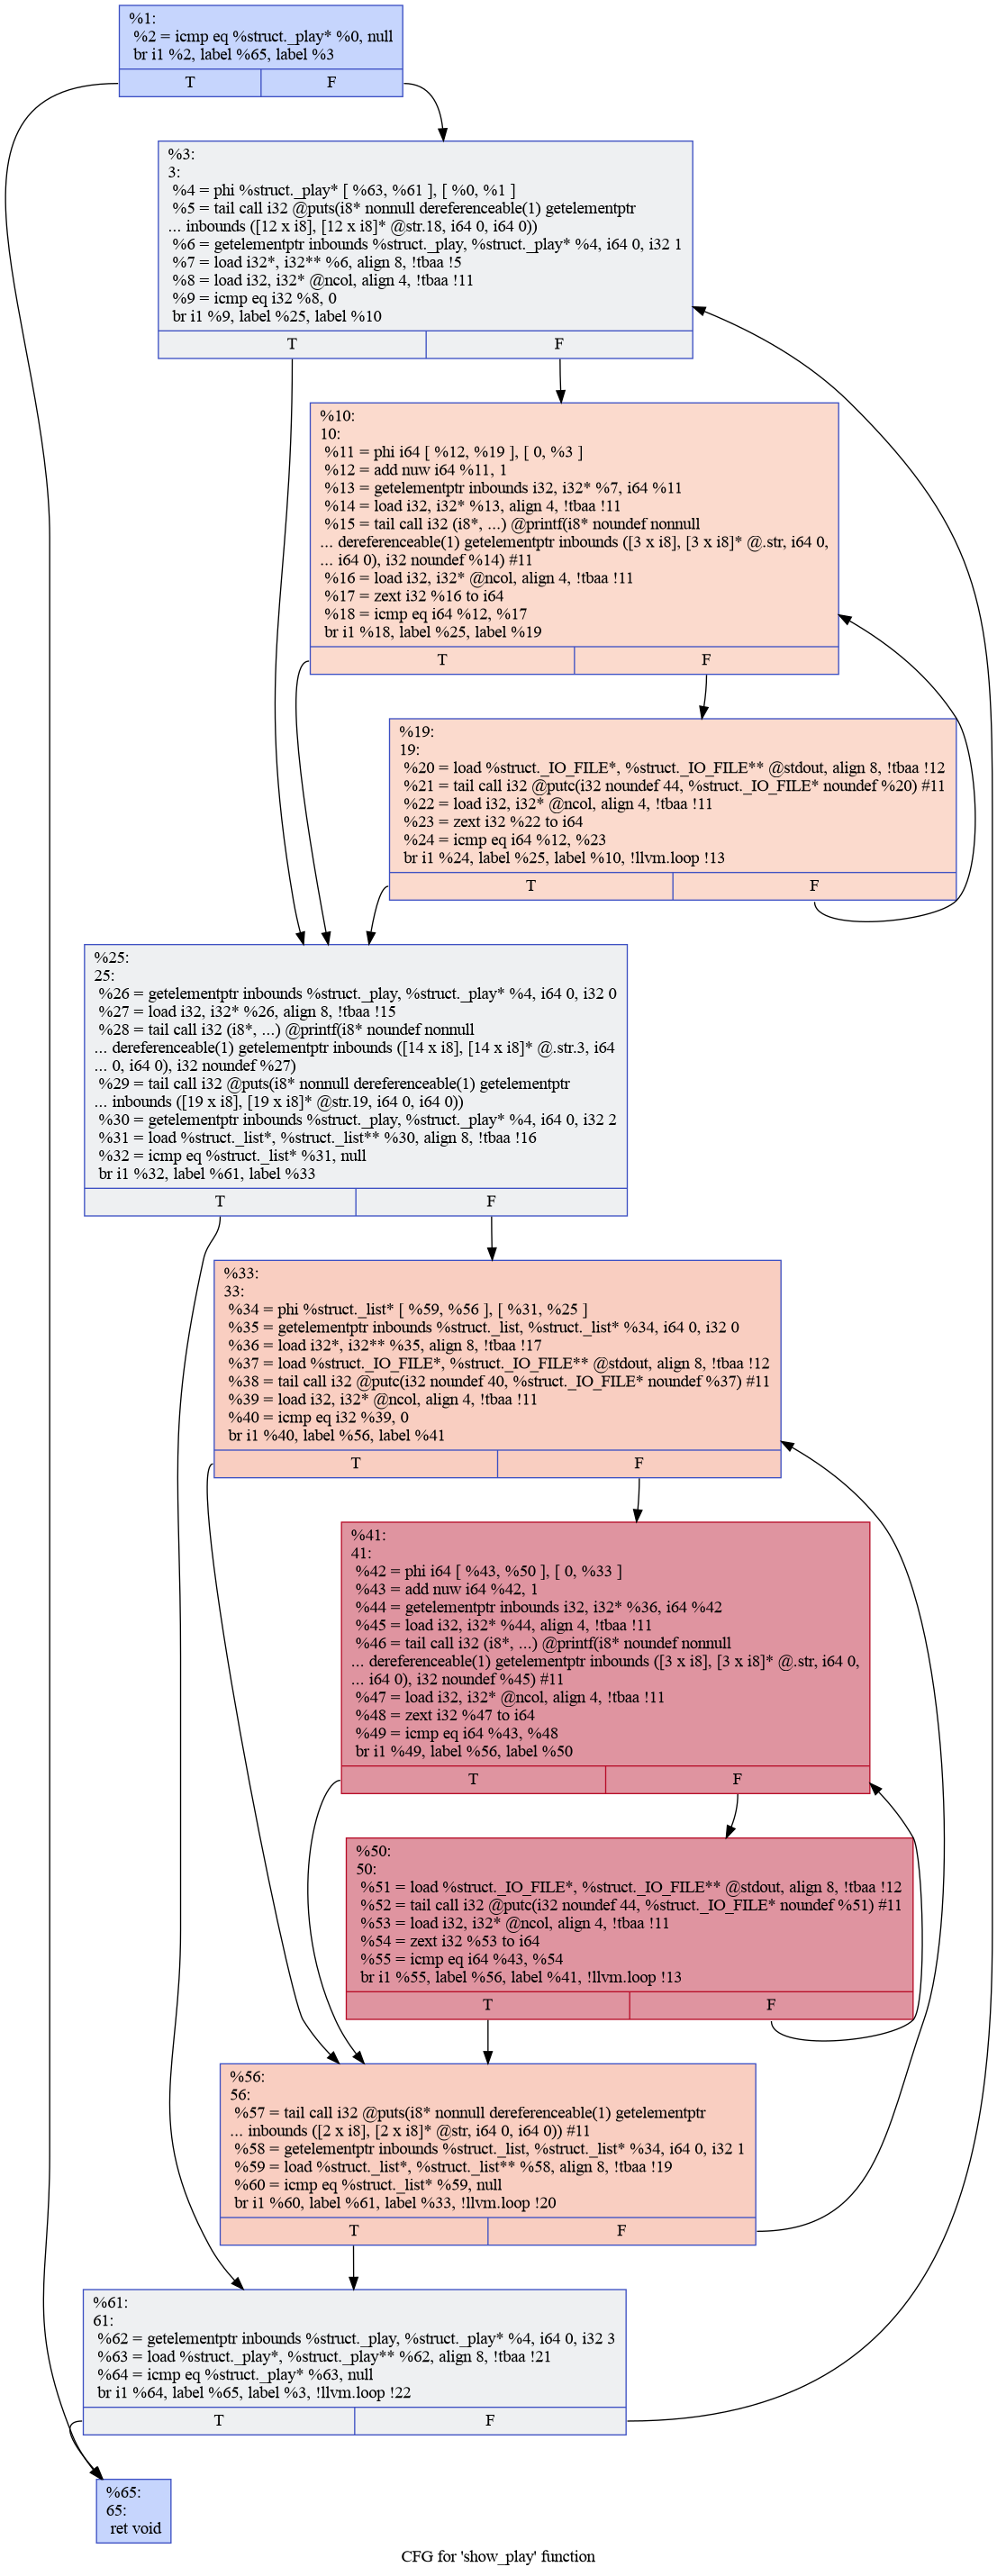 %1:
%2 = icmp eq %struct._play* %0, null
br i1 %2, label %65, label %3
T F
%3:
3:
%4 = phi %struct._play* [ %63, %61 ], [ %0, %1 ]
%5 = tail call i32 @puts(i8* nonnull dereferenceable(1) getelementptr
... inbounds ([12 x i8], [12 x i8]* @str.18, i64 0, i64 0))
%6 = getelementptr inbounds %struct._play, %struct._play* %4, i64 0, i32 1
%7 = load i32*, i32** %6, align 8, !tbaa !5
%8 = load i32, i32* @ncol, align 4, !tbaa !11
%9 = icmp eq i32 %8, 0
br i1 %9, label %25, label %10
T F
%10:
10:
%11 = phi i64 [ %12, %19 ], [ 0, %3 ]
%12 = add nuw i64 %11, 1
%13 = getelementptr inbounds i32, i32* %7, i64 %11
%14 = load i32, i32* %13, align 4, !tbaa !11
%15 = tail call i32 (i8*, ...) @printf(i8* noundef nonnull
... dereferenceable(1) getelementptr inbounds ([3 x i8], [3 x i8]* @.str, i64 0,
... i64 0), i32 noundef %14) #11
%16 = load i32, i32* @ncol, align 4, !tbaa !11
%17 = zext i32 %16 to i64
%18 = icmp eq i64 %12, %17
br i1 %18, label %25, label %19
T F
%19:
19:
%20 = load %struct._IO_FILE*, %struct._IO_FILE** @stdout, align 8, !tbaa !12
%21 = tail call i32 @putc(i32 noundef 44, %struct._IO_FILE* noundef %20) #11
%22 = load i32, i32* @ncol, align 4, !tbaa !11
%23 = zext i32 %22 to i64
%24 = icmp eq i64 %12, %23
br i1 %24, label %25, label %10, !llvm.loop !13
T F
%25:
25:
%26 = getelementptr inbounds %struct._play, %struct._play* %4, i64 0, i32 0
%27 = load i32, i32* %26, align 8, !tbaa !15
%28 = tail call i32 (i8*, ...) @printf(i8* noundef nonnull
... dereferenceable(1) getelementptr inbounds ([14 x i8], [14 x i8]* @.str.3, i64
... 0, i64 0), i32 noundef %27)
%29 = tail call i32 @puts(i8* nonnull dereferenceable(1) getelementptr
... inbounds ([19 x i8], [19 x i8]* @str.19, i64 0, i64 0))
%30 = getelementptr inbounds %struct._play, %struct._play* %4, i64 0, i32 2
%31 = load %struct._list*, %struct._list** %30, align 8, !tbaa !16
%32 = icmp eq %struct._list* %31, null
br i1 %32, label %61, label %33
T F
%33:
33:
%34 = phi %struct._list* [ %59, %56 ], [ %31, %25 ]
%35 = getelementptr inbounds %struct._list, %struct._list* %34, i64 0, i32 0
%36 = load i32*, i32** %35, align 8, !tbaa !17
%37 = load %struct._IO_FILE*, %struct._IO_FILE** @stdout, align 8, !tbaa !12
%38 = tail call i32 @putc(i32 noundef 40, %struct._IO_FILE* noundef %37) #11
%39 = load i32, i32* @ncol, align 4, !tbaa !11
%40 = icmp eq i32 %39, 0
br i1 %40, label %56, label %41
T F
%41:
41:
%42 = phi i64 [ %43, %50 ], [ 0, %33 ]
%43 = add nuw i64 %42, 1
%44 = getelementptr inbounds i32, i32* %36, i64 %42
%45 = load i32, i32* %44, align 4, !tbaa !11
%46 = tail call i32 (i8*, ...) @printf(i8* noundef nonnull
... dereferenceable(1) getelementptr inbounds ([3 x i8], [3 x i8]* @.str, i64 0,
... i64 0), i32 noundef %45) #11
%47 = load i32, i32* @ncol, align 4, !tbaa !11
%48 = zext i32 %47 to i64
%49 = icmp eq i64 %43, %48
br i1 %49, label %56, label %50
T F
%50:
50:
%51 = load %struct._IO_FILE*, %struct._IO_FILE** @stdout, align 8, !tbaa !12
%52 = tail call i32 @putc(i32 noundef 44, %struct._IO_FILE* noundef %51) #11
%53 = load i32, i32* @ncol, align 4, !tbaa !11
%54 = zext i32 %53 to i64
%55 = icmp eq i64 %43, %54
br i1 %55, label %56, label %41, !llvm.loop !13
T F
%56:
56:
%57 = tail call i32 @puts(i8* nonnull dereferenceable(1) getelementptr
... inbounds ([2 x i8], [2 x i8]* @str, i64 0, i64 0)) #11
%58 = getelementptr inbounds %struct._list, %struct._list* %34, i64 0, i32 1
%59 = load %struct._list*, %struct._list** %58, align 8, !tbaa !19
%60 = icmp eq %struct._list* %59, null
br i1 %60, label %61, label %33, !llvm.loop !20
T F
%61:
61:
%62 = getelementptr inbounds %struct._play, %struct._play* %4, i64 0, i32 3
%63 = load %struct._play*, %struct._play** %62, align 8, !tbaa !21
%64 = icmp eq %struct._play* %63, null
br i1 %64, label %65, label %3, !llvm.loop !22
T F
%65:
65:
ret void
CFG for 'show_play' function